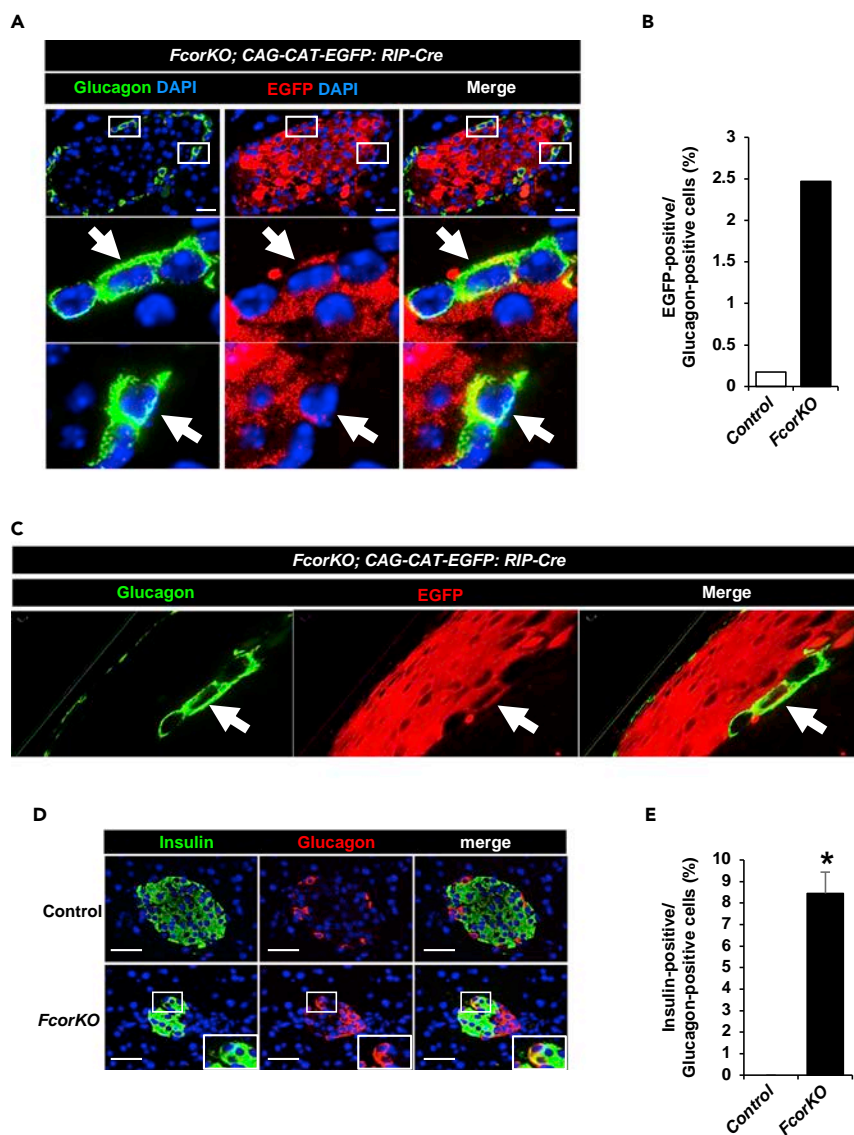 A
FcorKO; CAG-CAT-EGFP: RIP-Cre
Glucagon DAPI
EGFP DAPI
Merge
B
EGFP-positive/
Glucagon-positive cells (%)
3
2.5
2
1.5
1
0.5
0
Control
FcorKO
C
FcorKO; CAG-CAT-EGFP: RIP-Cre
Glucagon
EGFP
Merge
D
Insulin
Glucagon
merge
Control
FcorKO
E
Insulin-positive/
Glucagon-positive cells (%)
10
9
8
7
6
5
4
3
2
1
0
*
Control
FcorKO